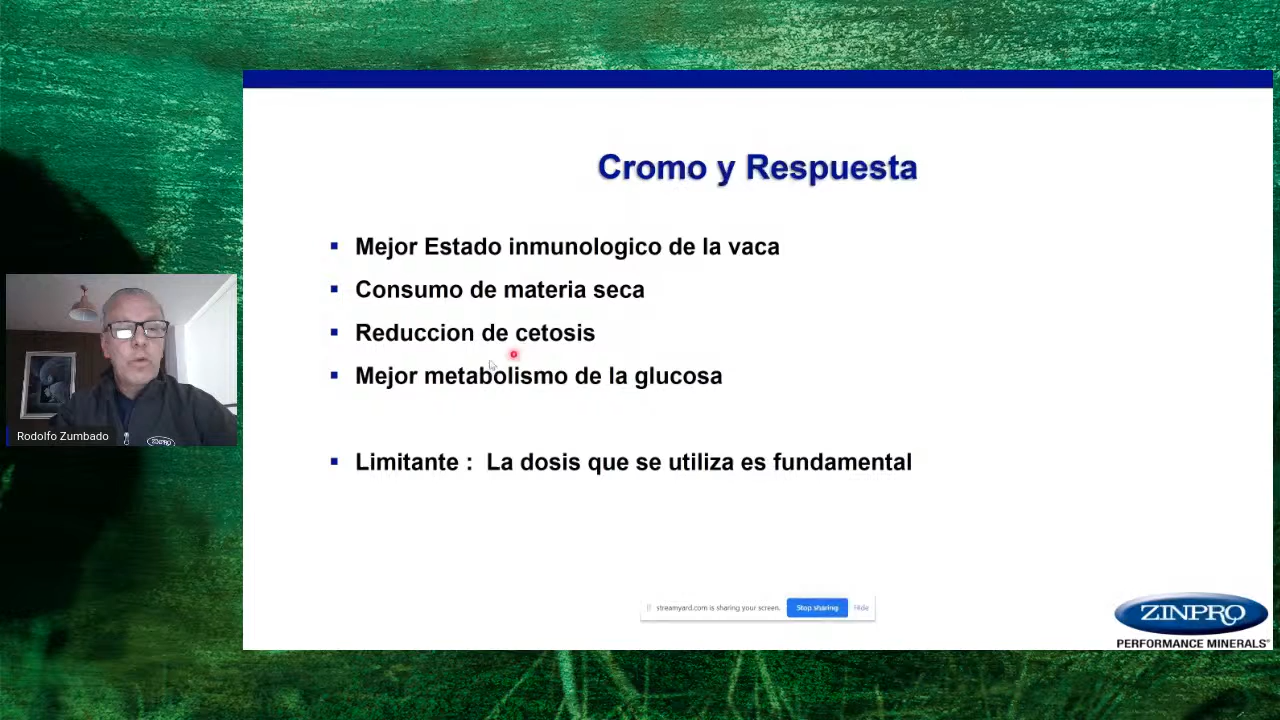 Cromo y Respuesta
Mejor Estado inmunologico de la vaca
Consumo de materia seca
Reduccion de cetosis
Mejor metabolismo de la glucosa
Limitante : La dosis que se utiliza es fundamental
Rodolfo Zumbado
ZINPRO
streamyard.com is sharing your screen. Stop sharing Hide
ZINPRO
PERFORMANCE MINERALS®